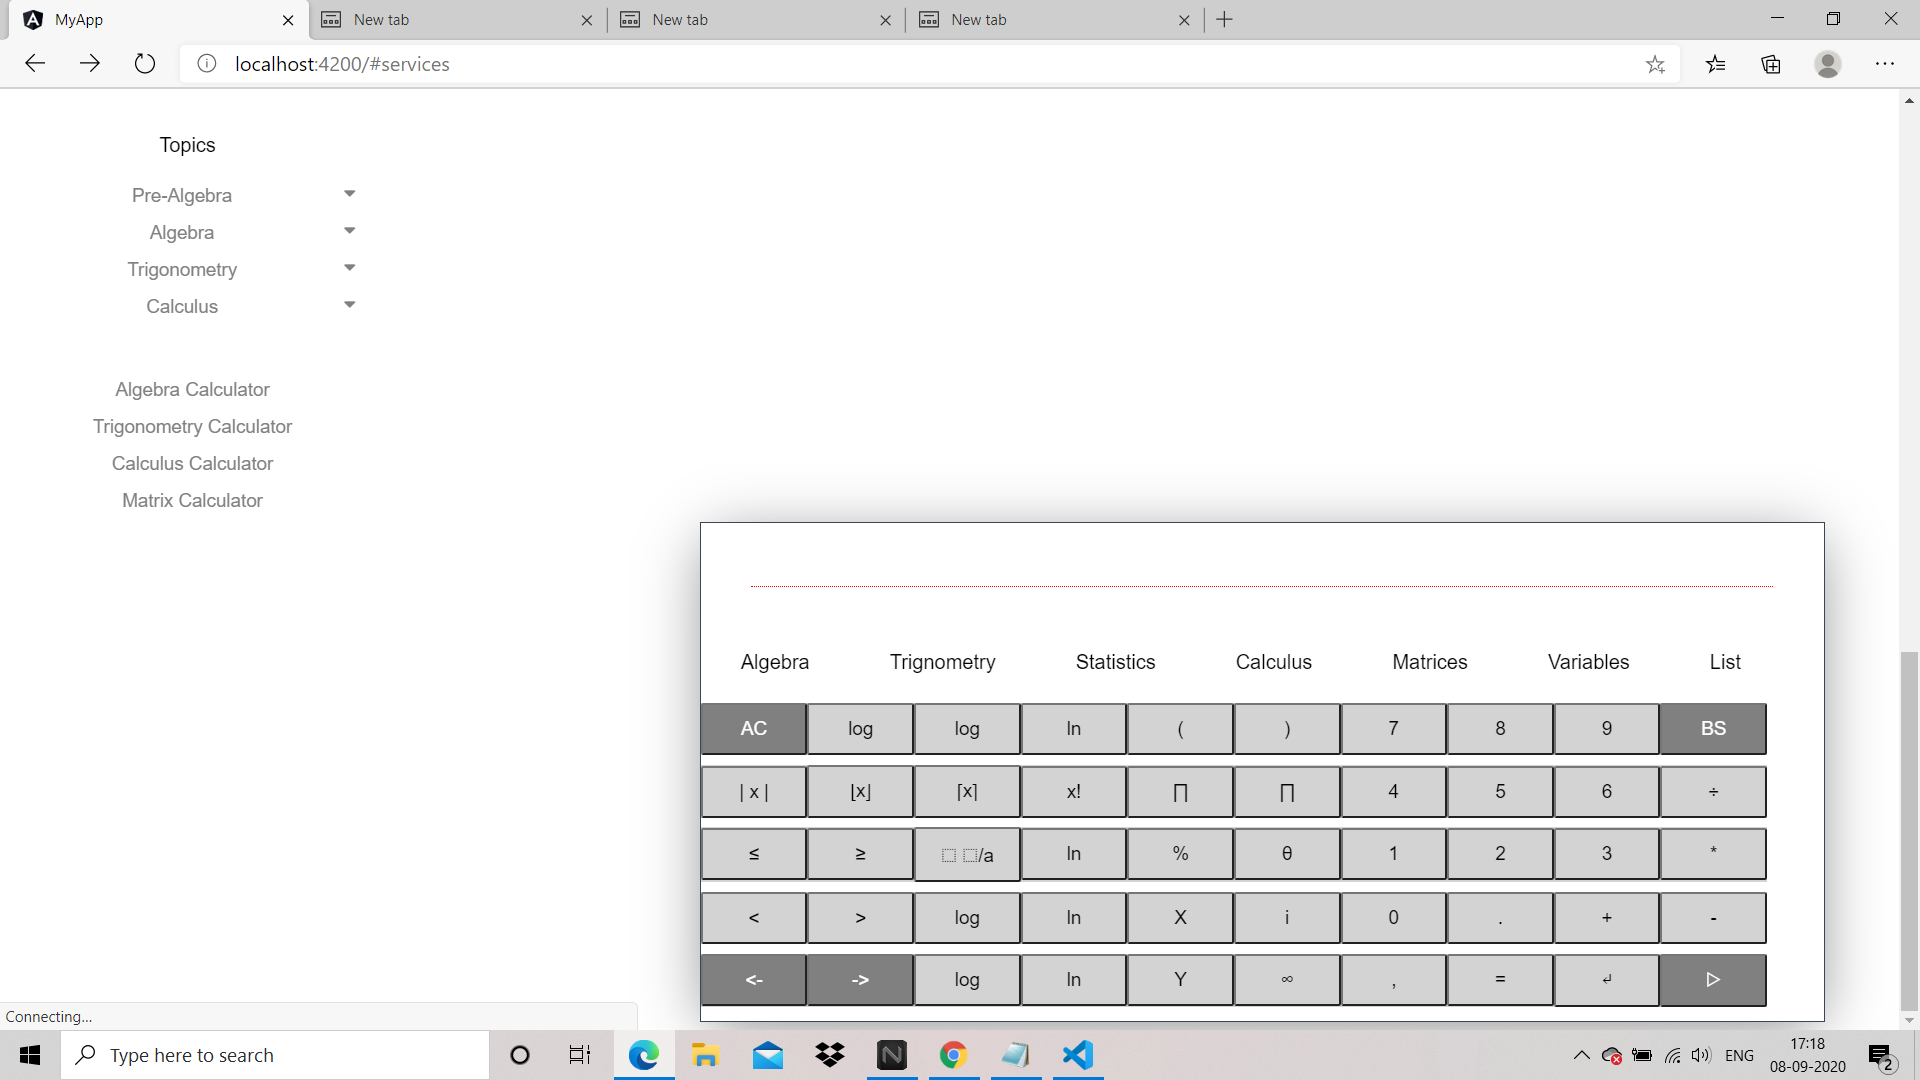 MyApp
New tab
New tab
New tab
localhost:4200/#services
Topics
Pre-Algebra
Algebra
Trigonometry
Calculus
Algebra Calculator
Trigonometry Calculator
Calculus Calculator
Matrix Calculator
Algebra Trignometry Statistics Calculus Matrices Variables List
AC log log ln ( ) 7 8 9 BS
| x | ⌊x⌋ ⌈x⌉ x! ∏ ∏ 4 5 6 ÷
≤ ≥ ⬚ ⬚/a ln % θ 1 2 3 *
< > log ln X i 0 . + -
<- -> log ln Y ∞ , = ↲ ▷
Connecting...
Type here to search
ENG
17:18
08-09-2020
2